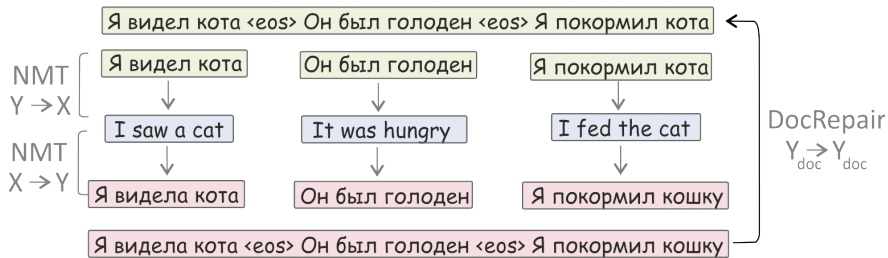 Я видел кота <eos> Он был голоден <eos> Я покормил кота
NMT
Y → X
Я видел кота
Он был голоден
Я покормил кота
I saw a cat
It was hungry
I fed the cat
NMT
X → Y
Я видела кота
Он был голоден
Я покормил кошку
DocRepair
Ydoc → Ydoc
Я видела кота <eos> Он был голоден <eos> Я покормил кошку